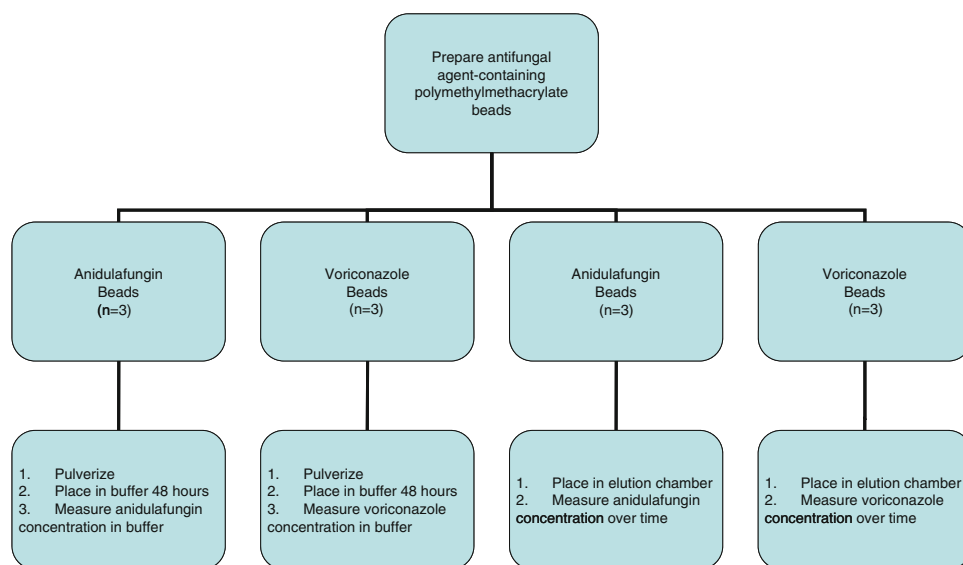 Prepare antifungal
agent-containing
polymethylmethacrylate
beads
Anidulafungin
Beads
(n=3)
Voriconazole
Beads
(n=3)
Anidulafungin
Beads
(n=3)
Voriconazole
Beads
(n=3)
1. Pulverize
2. Place in buffer 48 hours
3. Measure anidulafungin
concentration in buffer
1. Pulverize
2. Place in buffer 48 hours
3. Measure voriconazole
concentration in buffer
1. Place in elution chamber
2. Measure anidulafungin
concentration over time
1. Place in elution chamber
2. Measure voriconazole
concentration over time